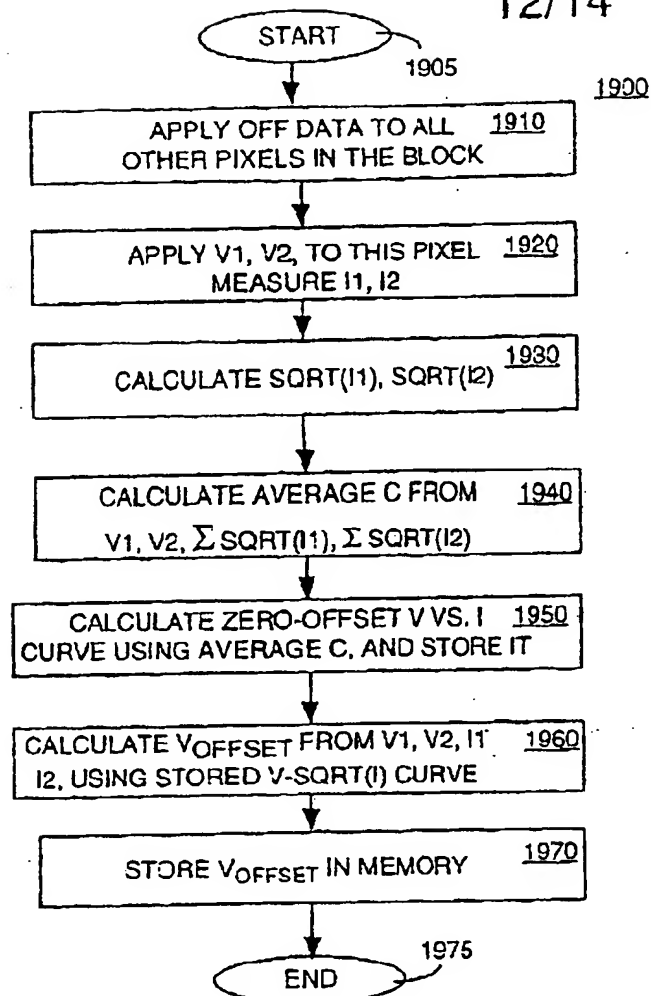 12/14
START
1905
1900
APPLY OFF DATA TO ALL 1910
OTHER PIXELS IN THE BLOCK
APPLY V1, V2, TO THIS PIXEL 1920
MEASURE I1, I2
1930
CALCULATE SQRT(I1), SQRT(I2)
CALCULATE AVERAGE C FROM 1940
V1, V2, Σ SQRT(I1), Σ SQRT(I2)
CALCULATE ZERO-OFFSET V VS. I 1950
CURVE USING AVERAGE C, AND STORE IT
CALCULATE VOFFSET FROM V1, V2, I1 1960
I2, USING STORED V-SQRT(I) CURVE
STORE VOFFSET IN MEMORY 1970
1975
END